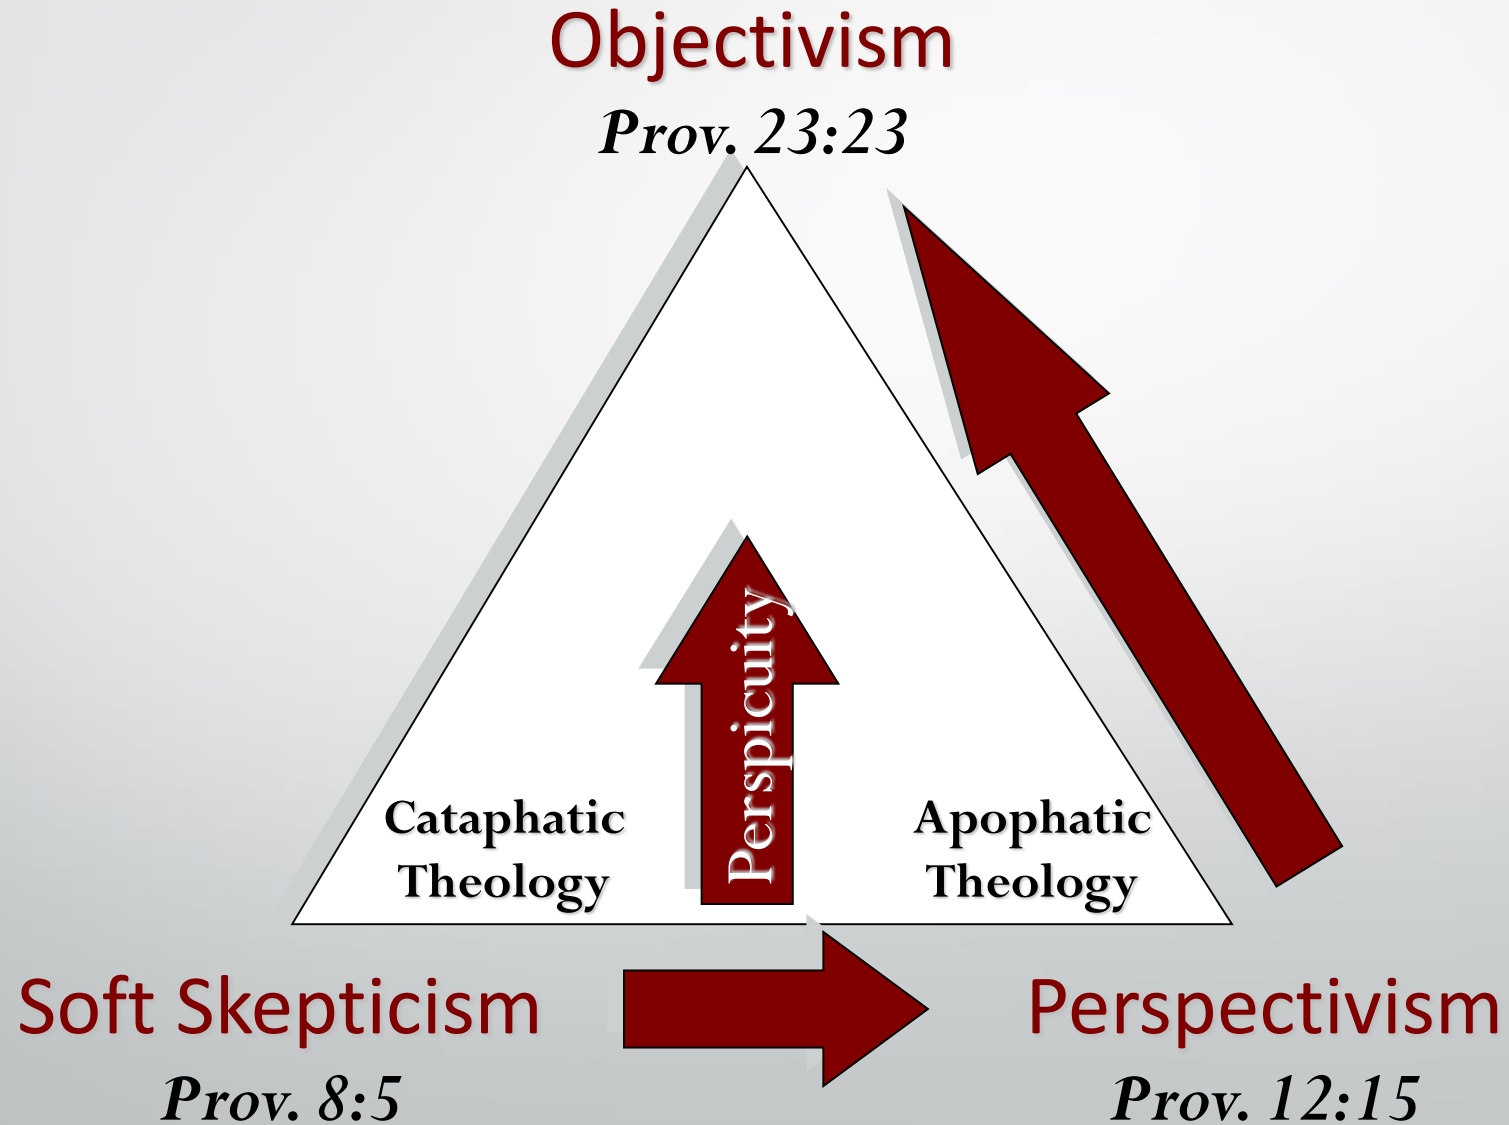 Objectivism
Prov. 23:23
Perspicuity
Cataphatic
Theology
Apophatic
Theology
Soft Skepticism
Prov. 8:5
Perspectivism
Prov. 12:15